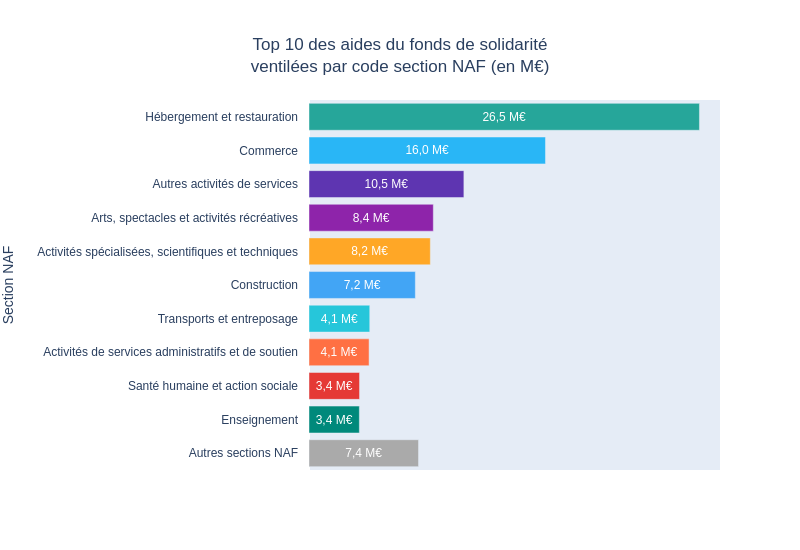 Top 10 des aides du fonds de solidarité
ventilées par code section NAF (en M€)
Section NAF
Hébergement et restauration 26,5 M€
Commerce 16,0 M€
Autres activités de services 10,5 M€
Arts, spectacles et activités récréatives 8,4 M€
Activités spécialisées, scientifiques et techniques 8,2 M€
Construction 7,2 M€
Transports et entreposage 4,1 M€
Activités de services administratifs et de soutien 4,1 M€
Santé humaine et action sociale 3,4 M€
Enseignement 3,4 M€
Autres sections NAF 7,4 M€